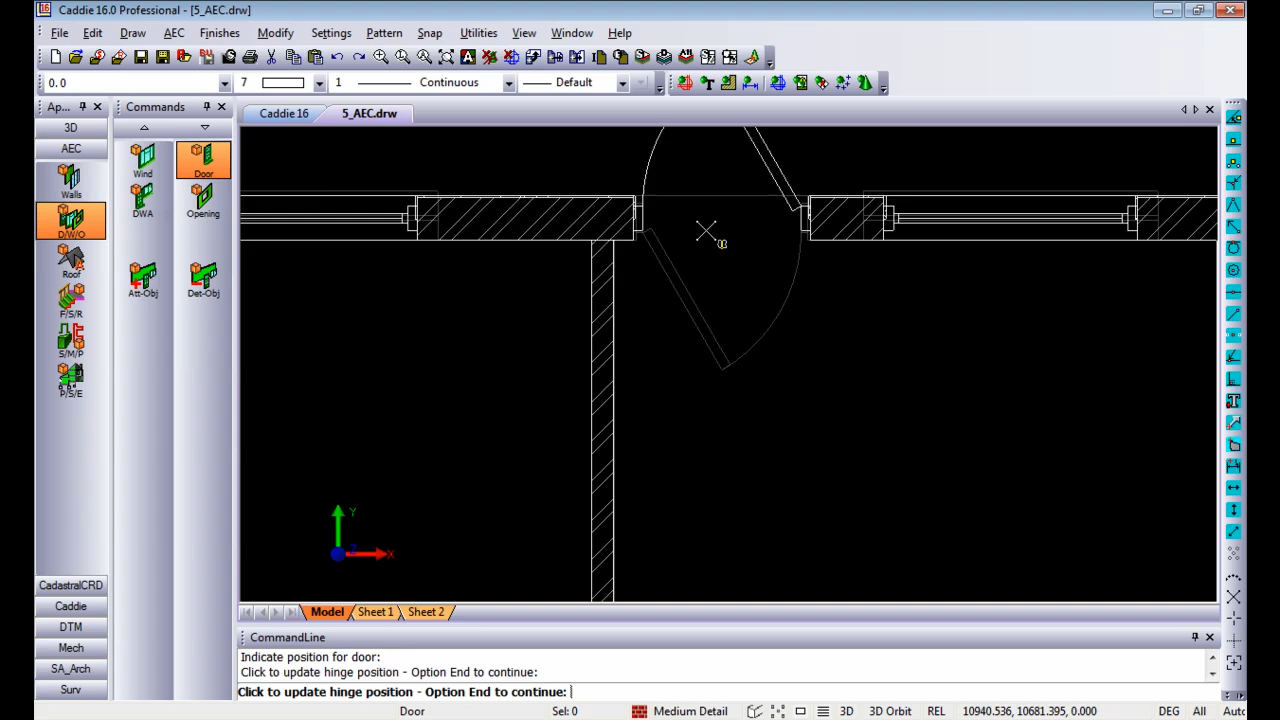 16 Caddie 16.0 Professional - [5_AEC.drw]
File Edit Draw AEC Finishes Modify Settings Pattern Snap Utilities View Window Help
0.0 7 1 Continuous Default
Ap... Commands Caddie 16 5_AEC.drw
3D
AEC
Wind Door
Walls
DWA Opening
D/W/O
Roof
Att-Obj Det-Obj
F/S/R
S/M/P
P/S/E
Y
Z X
CadastralCRD
Caddie
DTM
Mech
SA_Arch
Surv
Model Sheet 1 Sheet 2
CommandLine
Indicate position for door:
Click to update hinge position - Option End to continue:
Click to update hinge position - Option End to continue:
Door Sel: 0 Medium Detail 3D 3D Orbit REL 10940.536, 10681.395, 0.000 DEG All Auto